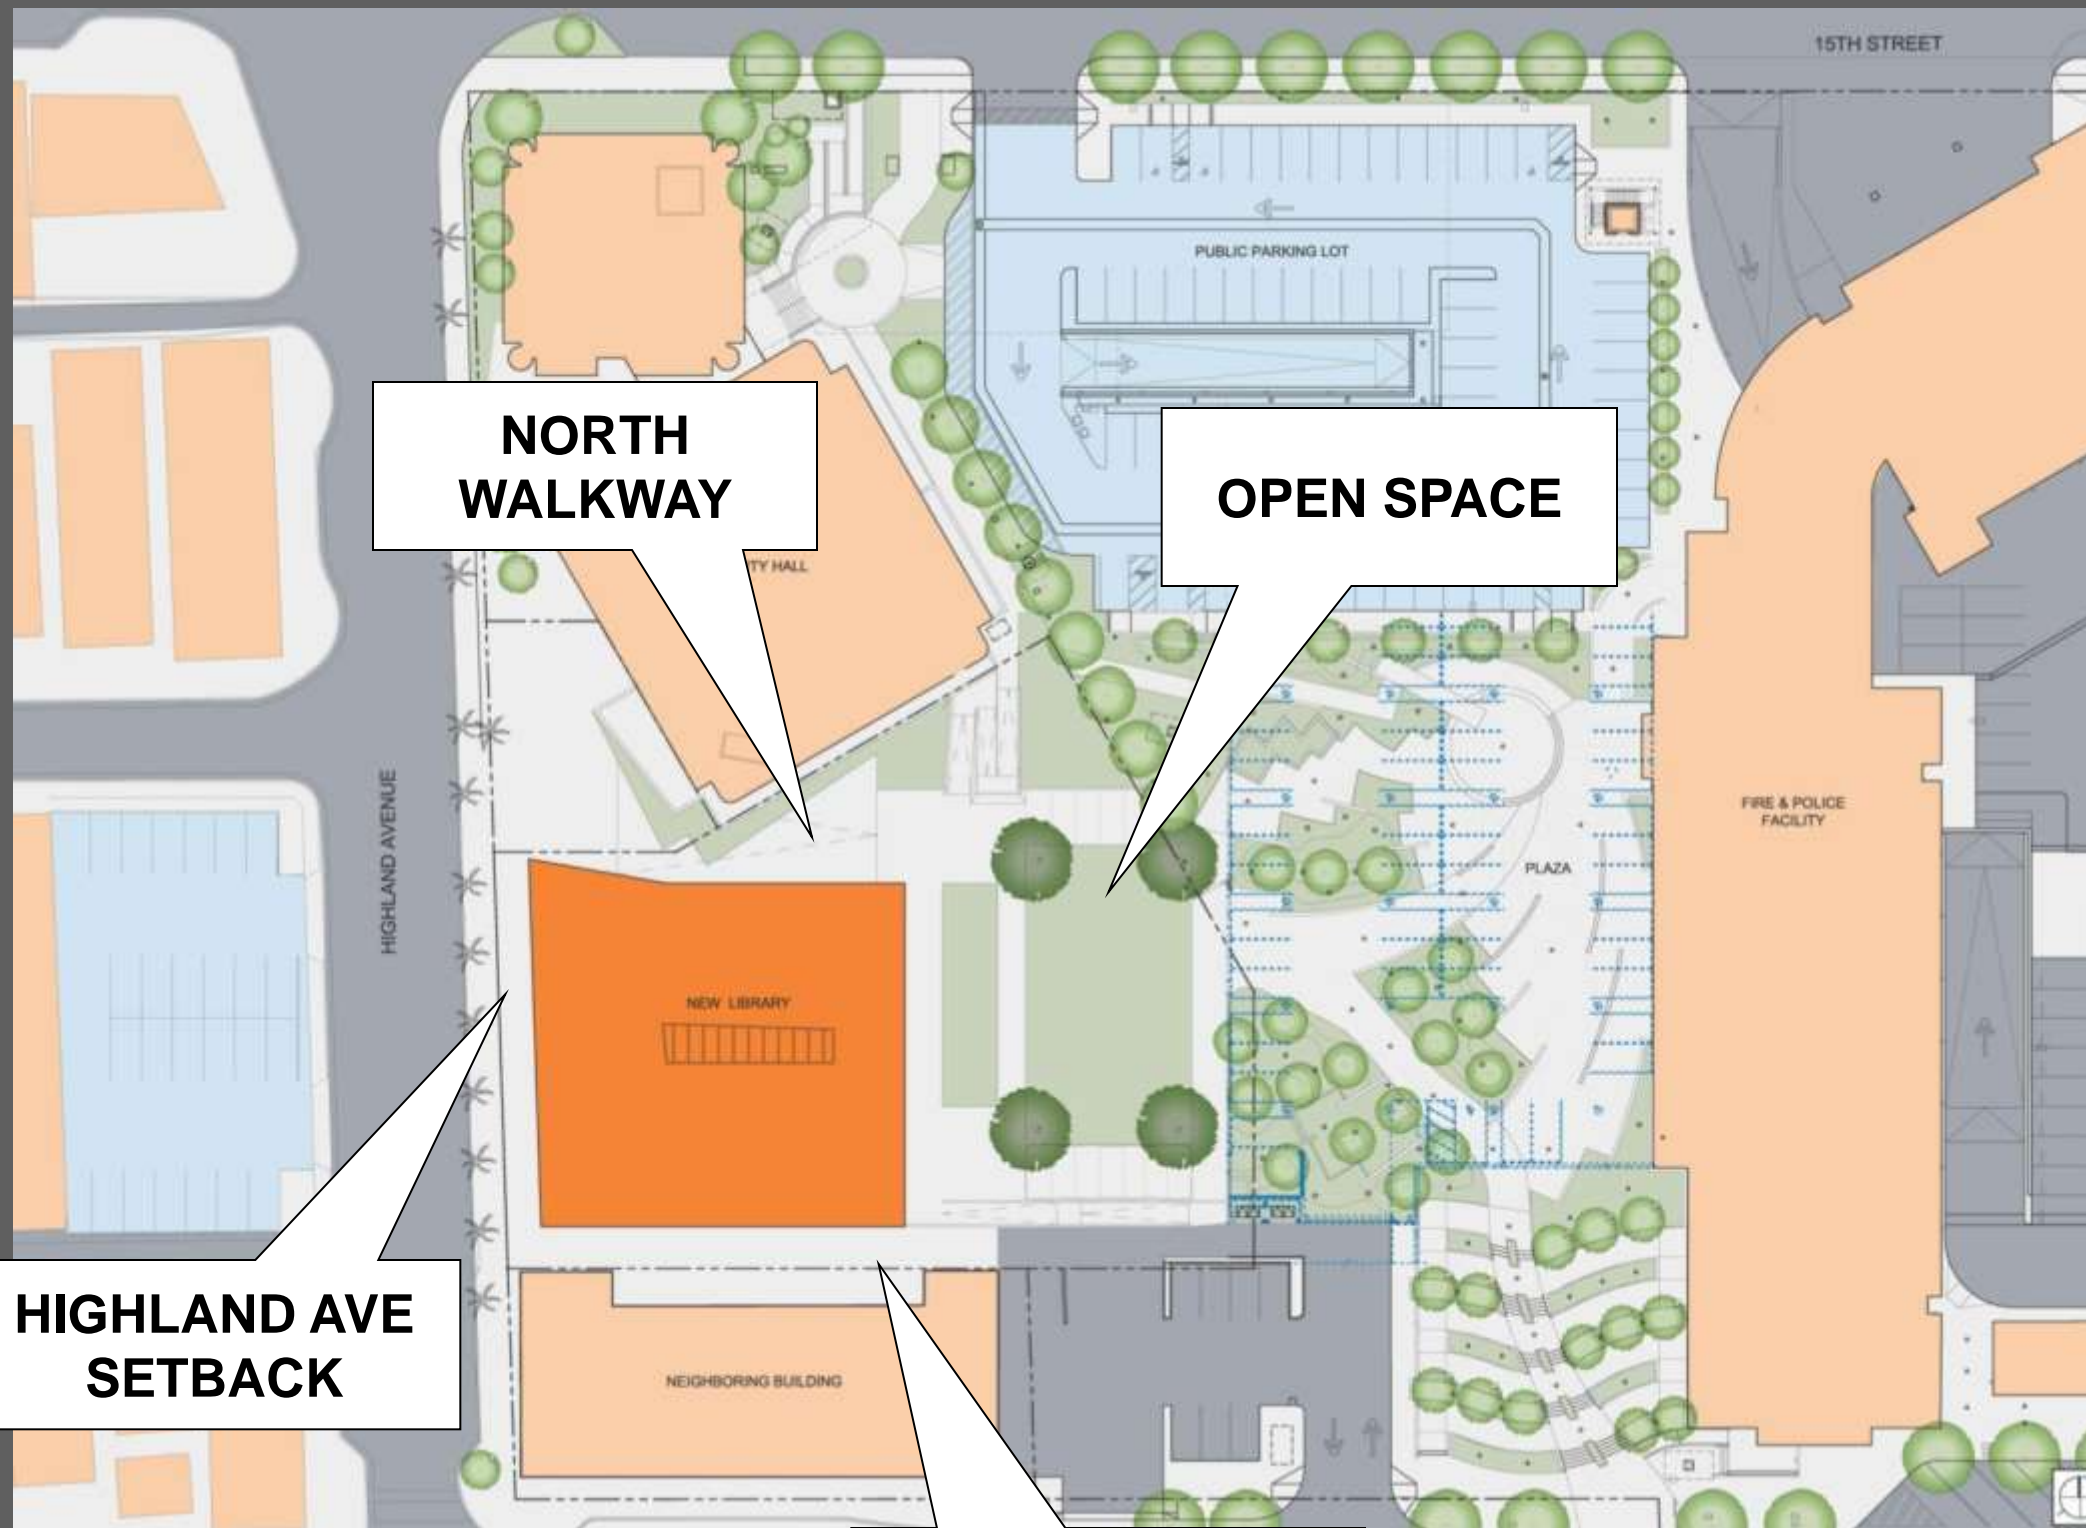 15TH STREET
PUBLIC PARKING LOT
NORTH
WALKWAY
OPEN SPACE
TY HALL
HIGHLAND AVENUE
FIRE & POLICE
FACILITY
PLAZA
NEW LIBRARY
HIGHLAND AVE
SETBACK
NEIGHBORING BUILDING